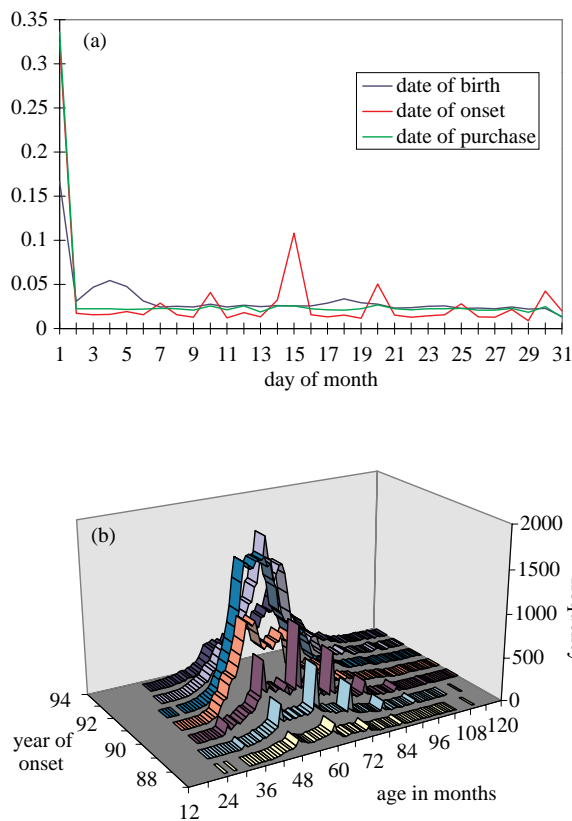 0.35
(a)
0.3
date of birth
0.25
date of onset
date of purchase
0.2
0.15
0.1
0.05
0
1 3 5 7 9 11 13 15 17 19 21 23 25 27 29 31
day of month
(b)
2000
1500
1000
500
0
94
92
90
88
year of
onset
12 24 36 48 60 72 84 96 108 120
age in months